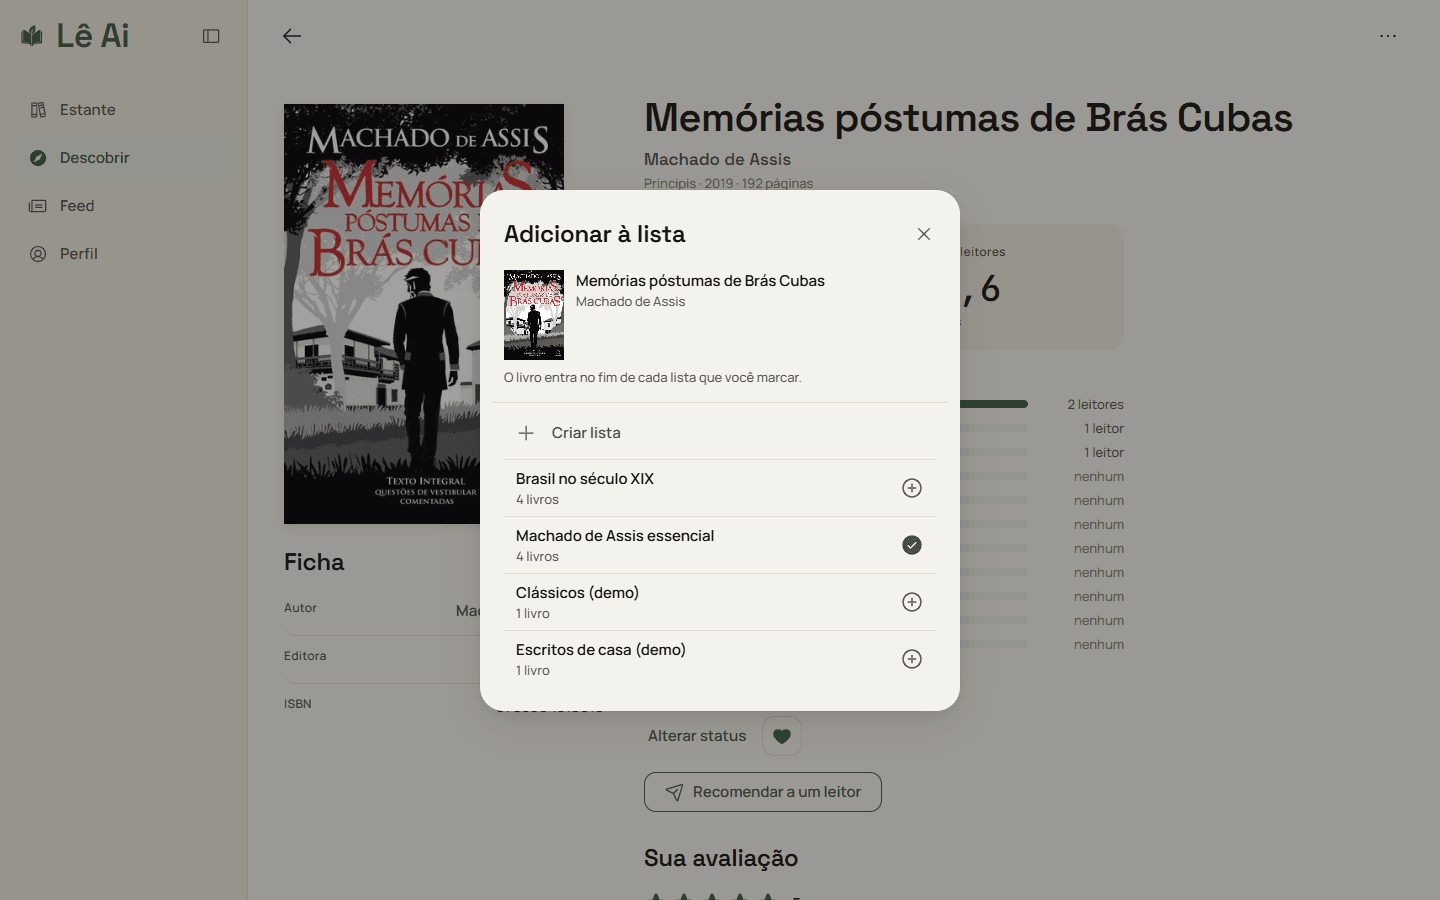 Lê Ai
Estante
Descobrir
Feed
Perfil
MACHADO DE ASSIS
MEMÓRIAS
PÓSTUMAS
BRÁS
TEXTO INTEGRAL
QUESTÕES DE VESTIBULAR
COMENTADAS
Ficha
Autor
Editora
ISBN
Memórias póstumas de Brás Cubas
Machado de Assis
Principis · 2019 · 192 páginas
leitores
,6
2 leitores
1 leitor
1 leitor
nenhum
nenhum
nenhum
nenhum
nenhum
nenhum
nenhum
nenhum
Adicionar à lista
MEMÓRIAS
BRÁS CUBAS
Memórias póstumas de Brás Cubas
Machado de Assis
O livro entra no fim de cada lista que você marcar.
Criar lista
Brasil no século XIX
4 livros
Machado de Assis essencial
4 livros
Clássicos (demo)
1 livro
Escritos de casa (demo)
1 livro
Alterar status
Recomendar a um leitor
Sua avaliação